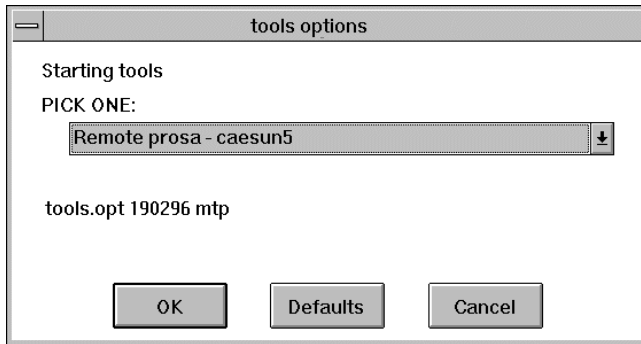 tools options
Starting tools
PICK ONE:
Remote prosa - caesun5
tools.opt 190296 mtp
OK Defaults Cancel